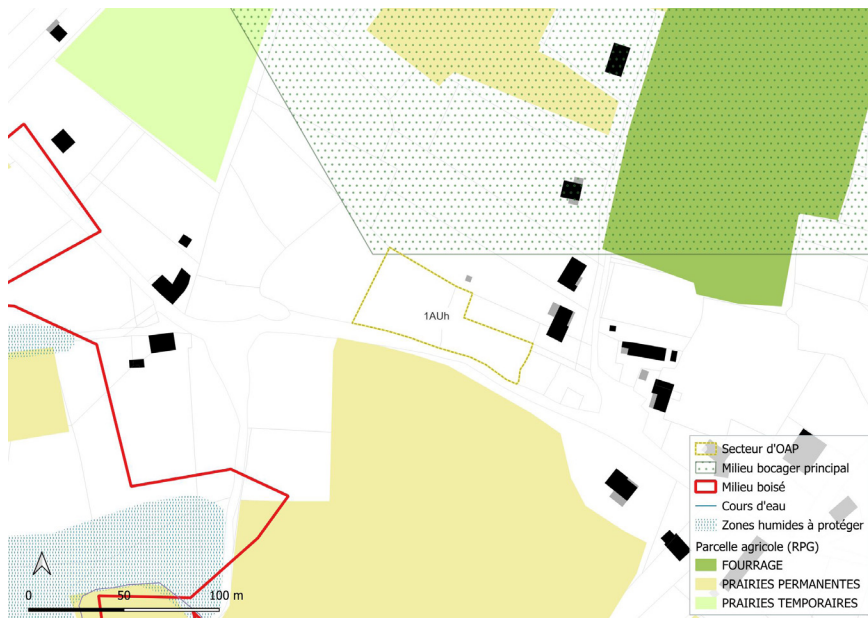 1AUh
Secteur d'OAP
Milieu bocager principal
Milieu boisé
Cours d'eau
Zones humides à protéger
Parcelle agricole (RPG)
FOURRAGE
PRAIRIES PERMANENTES
PRAIRIES TEMPORAIRES
0 50 100 m